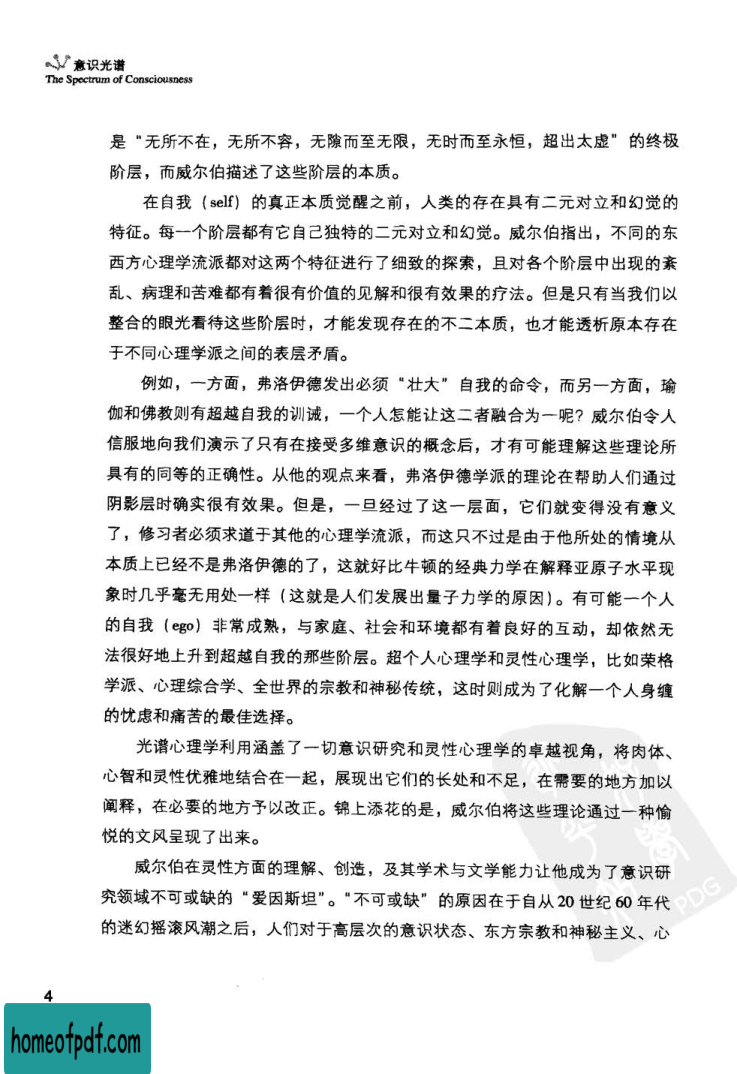 意识光谱
The Spectrum of Consciousness
是“无所不在，无所不容，无隙而至无限，无时而至永恒，超出太虚”的终极
阶层，而威尔伯描述了这些阶层的本质。
在自我（self）的真正本质觉醒之前，人类的存在具有二元对立和幻觉的
特征。每一个阶层都有它自己独特的二元对立和幻觉。威尔伯指出，不同的东
西方心理学流派都对这两个特征进行了细致的探索，且对各个阶层中出现的紊
乱、病理和苦难都有着很有价值的见解和很有效果的疗法。但是只有当我们以
整合的眼光看待这些阶层时，才能发现存在的不二本质，也才能透析原本存在
于不同心理学派之间的表层矛盾。
例如，一方面，弗洛伊德发出必须“壮大”自我的命令，而另一方面，瑜
伽和佛教则有超越自我的训诫，一个人怎能让这二者融合为一呢？威尔伯令人
信服地向我们演示了只有在接受多维意识的概念后，才有可能理解这些理论所
具有的同等的正确性。从他的观点来看，弗洛伊德学派的理论在帮助人们通过
阴影层时确实很有效果。但是，一旦经过了这一层面，它们就变得没有意义
了，修习者必须求道于其他的心理学流派，而这只不过是由于他所处的情境从
本质上已经不是弗洛伊德的了，这就好比牛顿的经典力学在解释亚原子水平现
象时几乎毫无用处一样（这就是人们发展出量子力学的原因）。有可能一个人
的自我（ego）非常成熟，与家庭、社会和环境都有着良好的互动，却依然无
法很好地上升到超越自我的那些阶层。超个人心理学和灵性心理学，比如荣格
学派、心理综合学、全世界的宗教和神秘传统，这时则成为了化解一个人身缠
的忧虑和痛苦的最佳选择。
光谱心理学利用涵盖了一切意识研究和灵性心理学的卓越视角，将肉体、
心智和灵性优雅地结合在一起，展现出它们的长处和不足，在需要的地方加以
阐释，在必要的地方予以改正。锦上添花的是，威尔伯将这些理论通过一种愉
悦的文风呈现了出来。
威尔伯在灵性方面的理解、创造，及其学术与文学能力让他成为了意识研
究领域不可或缺的“爱因斯坦”。“不可或缺”的原因在于自从20世纪60年代
的迷幻摇滚风潮之后，人们对于高层次的意识状态、东方宗教和神秘主义、心
PDG
4
homeofpdf.com